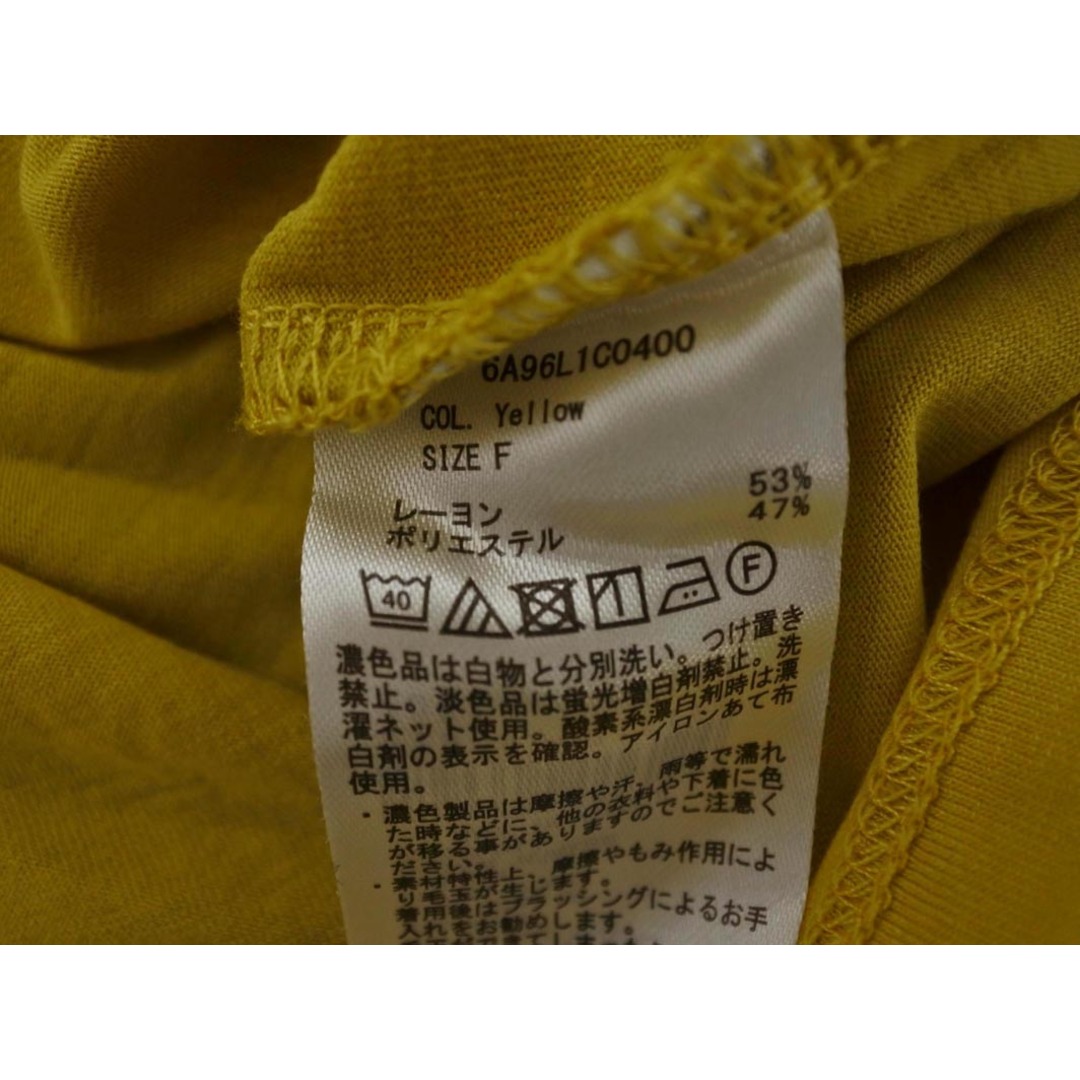 6A96L1C0400
COL. Yellow
SIZE F
レーヨン 53%
ポリエステル 47%
40 F
濃色品は白物と分別洗い。つけ置き
禁止。淡色品は蛍光増白剤禁止。洗
濯ネット使用。酸素系漂白剤時は漂
白剤の表示を確認。アイロンあて布
使用。
・濃色製品は摩擦や汗、雨等で濡れ
た時などに、他の衣料や下着に色
が移る事がありますのでご注意く
ださい。
・素材特性上、摩擦やもみ作用によ
り毛玉が生じます。
着用後はブラッシングによるお手
入れをお勧めします。